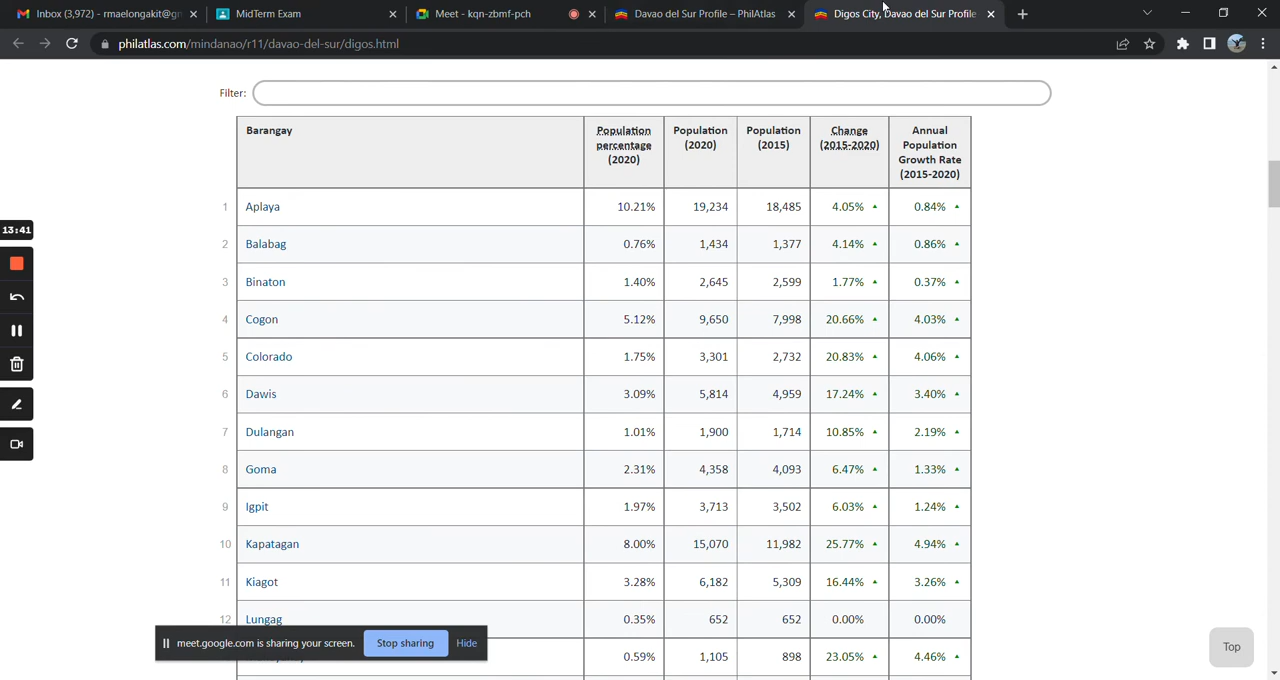 Inbox (3,972) - rmaelongakit@gn
MidTerm Exam
Meet - kqn-zbmf-pch
Davao del Sur Profile – PhilAtlas
Digos City, Davao del Sur Profile
philatlas.com/mindanao/r11/davao-del-sur/digos.html
Filter:
Barangay
Population percentage (2020)
Population (2020)
Population (2015)
Change (2015-2020)
Annual Population Growth Rate (2015-2020)
1 Aplaya 10.21% 19,234 18,485 4.05% 0.84%
2 Balabag 0.76% 1,434 1,377 4.14% 0.86%
3 Binaton 1.40% 2,645 2,599 1.77% 0.37%
4 Cogon 5.12% 9,650 7,998 20.66% 4.03%
5 Colorado 1.75% 3,301 2,732 20.83% 4.06%
6 Dawis 3.09% 5,814 4,959 17.24% 3.40%
7 Dulangan 1.01% 1,900 1,714 10.85% 2.19%
8 Goma 2.31% 4,358 4,093 6.47% 1.33%
9 Igpit 1.97% 3,713 3,502 6.03% 1.24%
10 Kapatagan 8.00% 15,070 11,982 25.77% 4.94%
11 Kiagot 3.28% 6,182 5,309 16.44% 3.26%
12 Lungag 0.35% 652 652 0.00% 0.00%
0.59% 1,105 898 23.05% 4.46%
13:41
meet.google.com is sharing your screen.
Stop sharing
Hide
Top